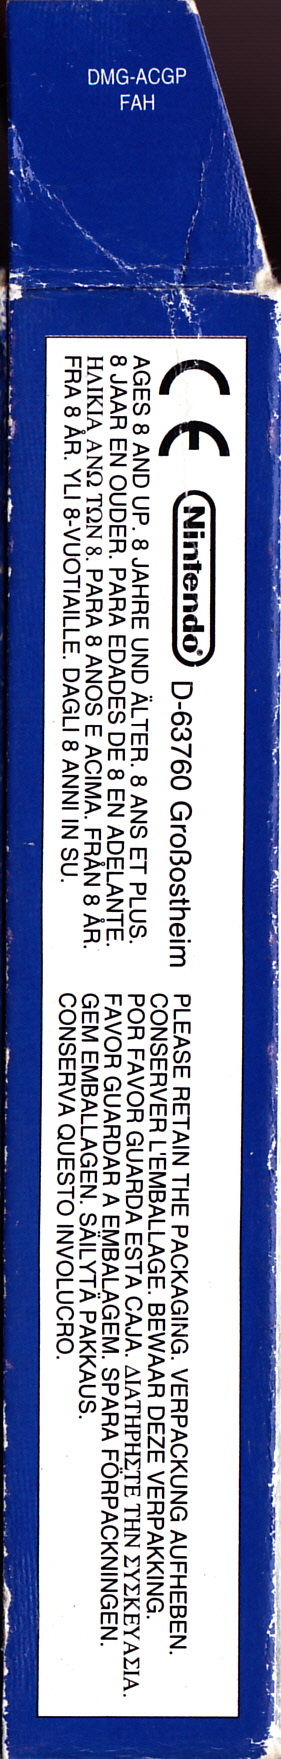 DMG-ACGP
FAH
CE Nintendo® D-63760 Großostheim
AGES 8 AND UP. 8 JAHRE UND ÄLTER. 8 ANS ET PLUS.
8 JAAR EN OUDER. PARA EDADES DE 8 EN ADELANTE.
ΗΛΙΚΙΑ ΑΝΩ ΤΩΝ 8. PARA 8 ANOS E ACIMA. FRÅN 8 ÅR.
FRA 8 ÅR. YLI 8-VUOTIAILLE. DAGLI 8 ANNI IN SU.
PLEASE RETAIN THE PACKAGING. VERPACKUNG AUFHEBEN.
CONSERVER L'EMBALLAGE. BEWAAR DEZE VERPAKKING.
POR FAVOR GUARDA ESTA CAJA. ΔΙΑΤΗΡΗΣΤΕ ΤΗΝ ΣΥΣΚΕΥΑΣΙΑ.
FAVOR GUARDAR A EMBALAGEM. SPARA FÖRPACKNINGEN.
GEM EMBALLAGEN. SÄILYTÄ PAKKAUS.
CONSERVA QUESTO INVOLUCRO.